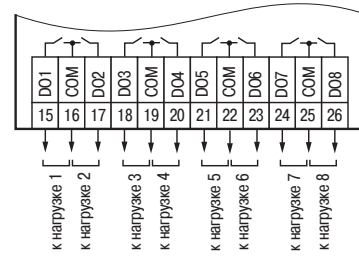 DO1 COM DO2 DO3 COM DO4 DO5 COM DO6 DO7 COM DO8
15 16 17 18 19 20 21 22 23 24 25 26
к нагрузке 1
к нагрузке 2
к нагрузке 3
к нагрузке 4
к нагрузке 5
к нагрузке 6
к нагрузке 7
к нагрузке 8